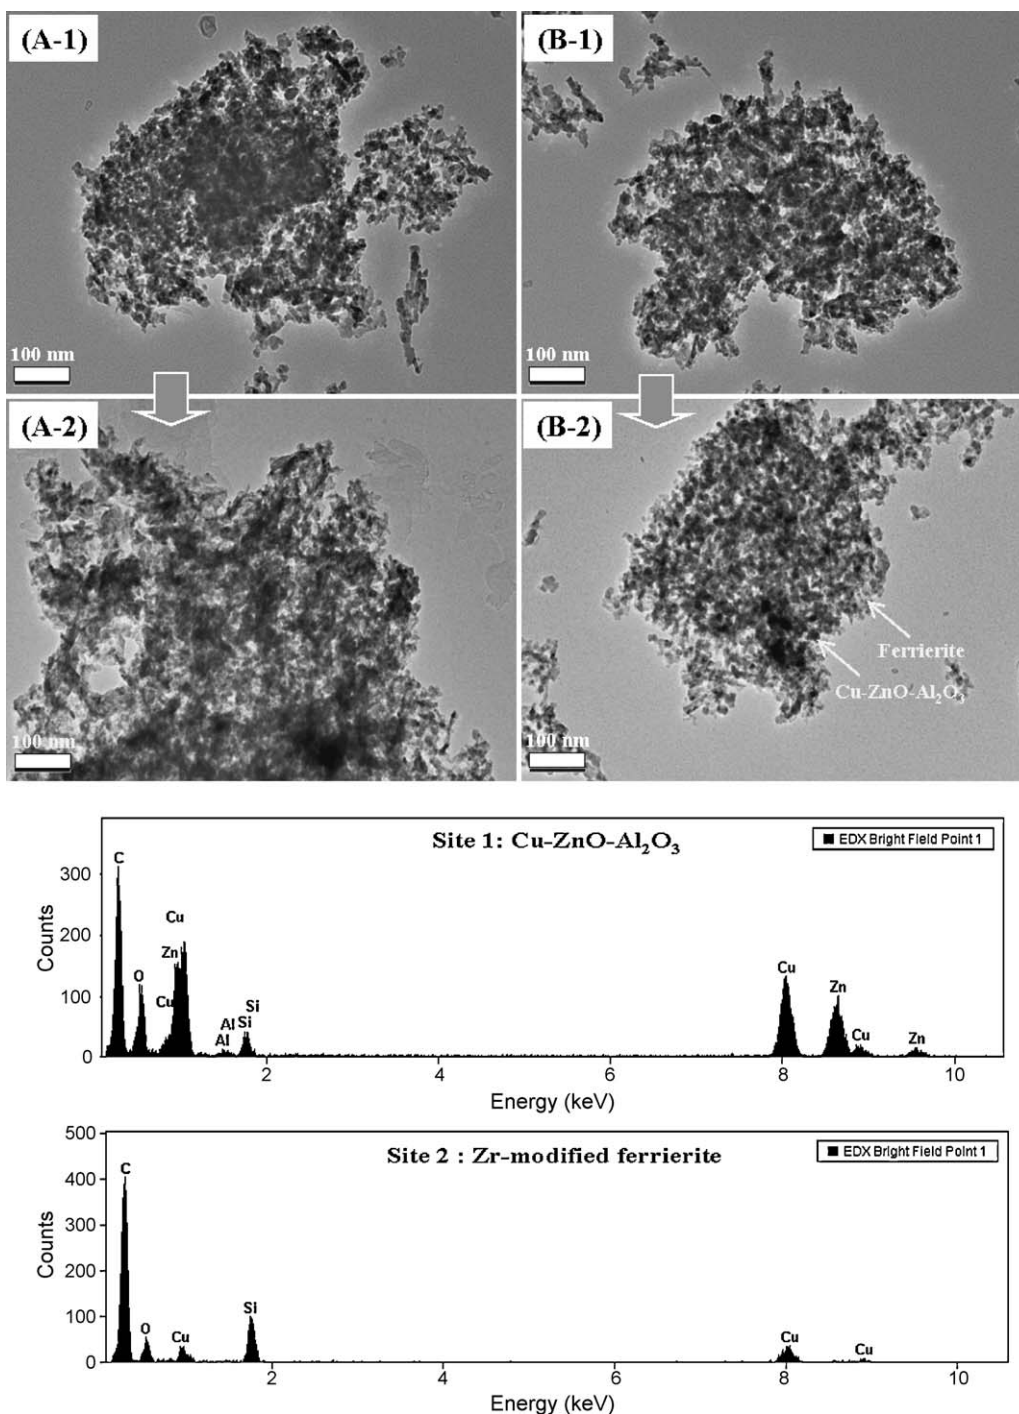 (A-1)
(B-1)
100 nm
100 nm
(A-2)
(B-2)
Ferrierite
Cu-ZnO-Al₂O₃
100 nm
100 nm
Site 1: Cu-ZnO-Al₂O₃
EDX Bright Field Point 1
C
300
Cu
200
Zn
O
Cu
Zn
100
Cu
Si
Al
Si
Al
Cu
Zn
0
2
4
6
8
10
Counts
Energy (keV)
500
Site 2 : Zr-modified ferrierite
EDX Bright Field Point 1
C
400
300
200
100
Si
O
Cu
Cu
Cu
0
2
4
6
8
10
Counts
Energy (keV)